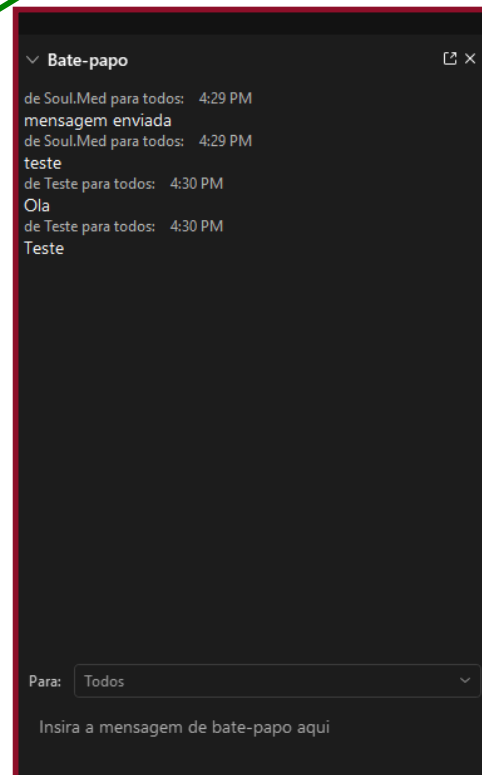 Bate-papo
de Soul.Med para todos: 4:29 PM
mensagem enviada
de Soul.Med para todos: 4:29 PM
teste
de Teste para todos: 4:30 PM
Ola
de Teste para todos: 4:30 PM
Teste
Para: Todos
Insira a mensagem de bate-papo aqui